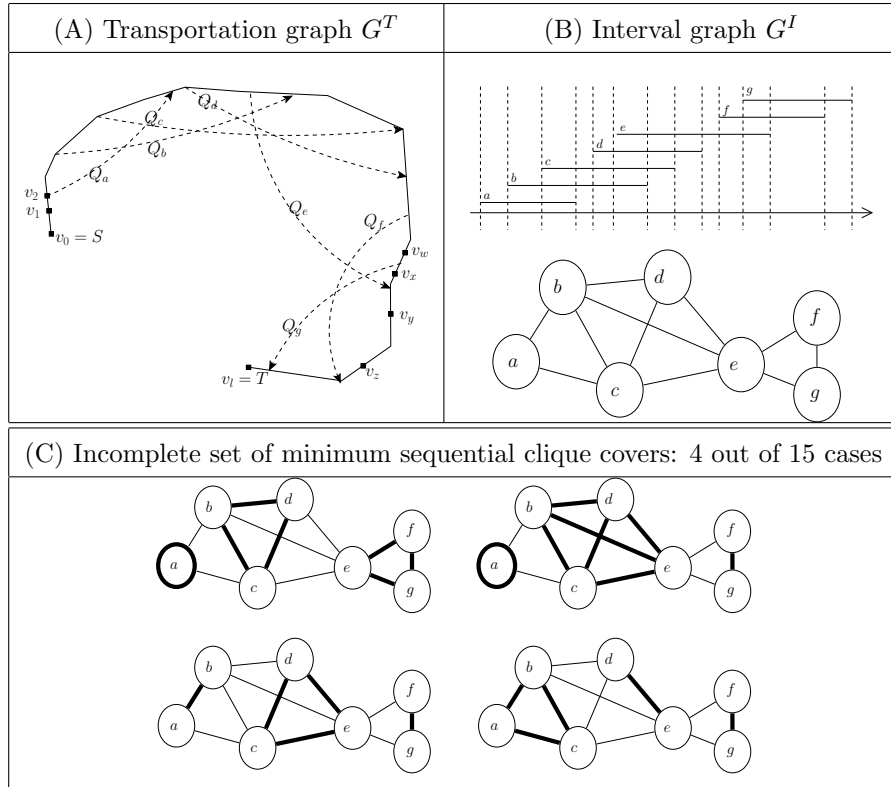 (A) Transportation graph G^T
(B) Interval graph G^I
Q_d
Q_c
Q_b
Q_a
v_2
v_1
v_0 = S
Q_e
Q_f
v_w
v_x
v_y
Q_g
v_l = T
v_z
g
f
e
d
c
b
a
b
d
f
a
e
c
g
(C) Incomplete set of minimum sequential clique covers: 4 out of 15 cases
b
d
f
a
e
c
g
b
d
f
a
e
c
g
b
d
f
a
e
c
g
b
d
f
a
e
c
g